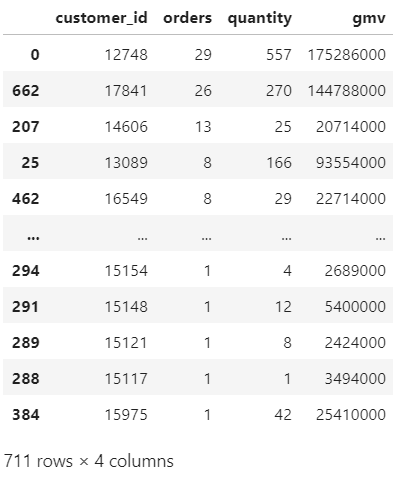 customer_id orders quantity gmv
0 12748 29 557 175286000
662 17841 26 270 144788000
207 14606 13 25 20714000
25 13089 8 166 93554000
462 16549 8 29 22714000
... ... ... ... ...
294 15154 1 4 2689000
291 15148 1 12 5400000
289 15121 1 8 2424000
288 15117 1 1 3494000
384 15975 1 42 25410000
711 rows × 4 columns